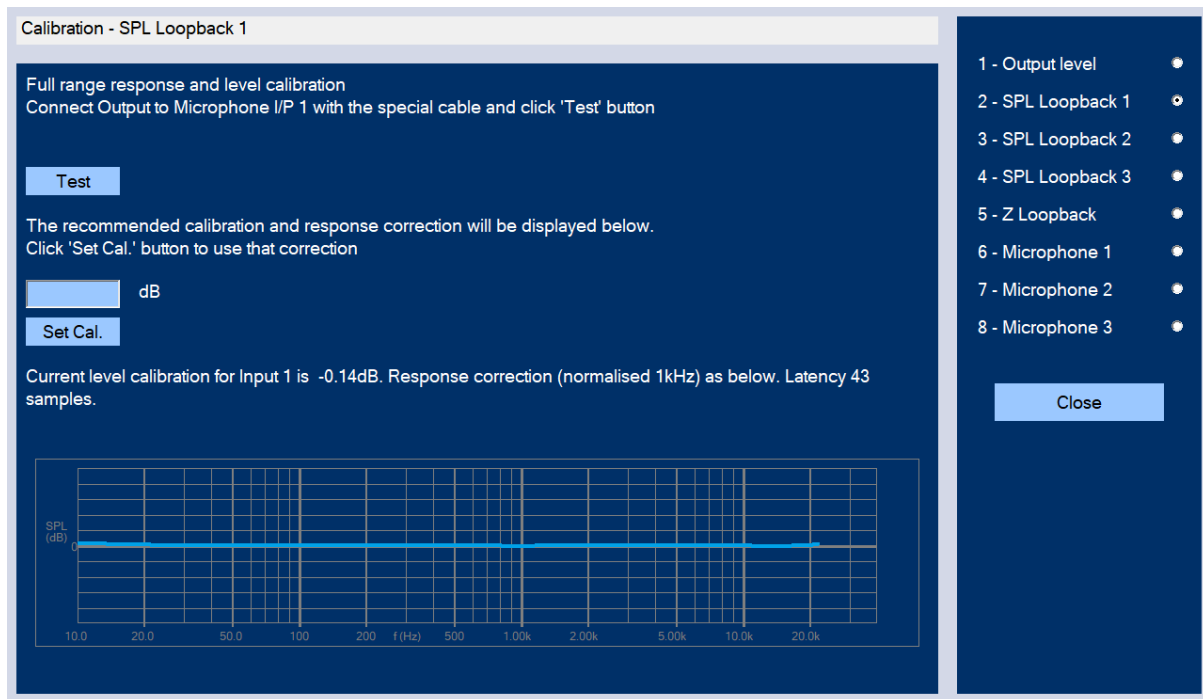 Calibration - SPL Loopback 1
Full range response and level calibration
Connect Output to Microphone I/P 1 with the special cable and click 'Test' button
Test
The recommended calibration and response correction will be displayed below.
Click 'Set Cal.' button to use that correction
dB
Set Cal.
Current level calibration for Input 1 is  -0.14dB. Response correction (normalised 1kHz) as below. Latency 43
samples.
SPL
(dB)
0
10.0 20.0 50.0 100 200 f (Hz) 500 1.00k 2.00k 5.00k 10.0k 20.0k
1 - Output level
2 - SPL Loopback 1
3 - SPL Loopback 2
4 - SPL Loopback 3
5 - Z Loopback
6 - Microphone 1
7 - Microphone 2
8 - Microphone 3
Close